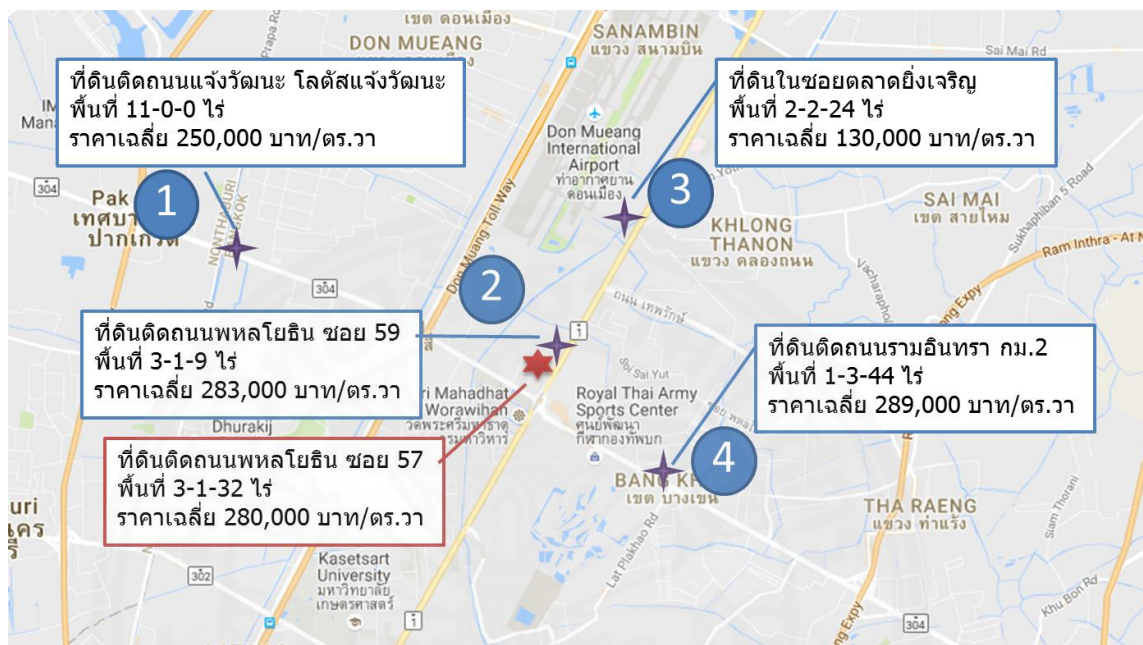 เขต ดอนเมือง
DON MUEANG
SANAMBIN
แขวง สนามบิน
Sai Mai Rd
ที่ดินติดถนนแจ้งวัฒนะ โลตัสแจ้งวัฒนะ
พื้นที่ 11-0-0 ไร่
ราคาเฉลี่ย 250,000 บาท/ตร.วา
ที่ดินในซอยตลาดยิ่งเจริญ
พื้นที่ 2-2-24 ไร่
ราคาเฉลี่ย 130,000 บาท/ตร.วา
Don Mueang
International
Airport
ท่าอากาศยาน
ดอนเมือง
304
Pak
1
3
NONTHABURI
BANGKOK
Don Muang Toll Way
SAI MAI
เขต สายไหม
Sukhaphiban 5 Road
KHLONG
THANON
แขวง คลองถนน
Ram Inthra - At N
2
304
ถนน เทพรักษ์
ที่ดินติดถนนพหลโยธิน ซอย 59
พื้นที่ 3-1-9 ไร่
ราคาเฉลี่ย 283,000 บาท/ตร.วา
1
ที่ดินติดถนนรามอินทรา กม.2
พื้นที่ 1-3-44 ไร่
ราคาเฉลี่ย 289,000 บาท/ตร.วา
Soi Sai Yut
Mahadhat
Worawihan
Royal Thai Army
Sports Center
ศูนย์พัฒนา
กีฬากองทัพบก
Dhurakij
ที่ดินติดถนนพหลโยธิน ซอย 57
พื้นที่ 3-1-32 ไร่
ราคาเฉลี่ย 280,000 บาท/ตร.วา
4
เขต บางเขน
THA RAENG
แขวง ท่าแร้ง
Siam Thorani
Lat Plakhao Rd
Kasetsart
University
มหาวิทยาลัย
เกษตรศาสตร์
302
1
Khu Bon Rd
304